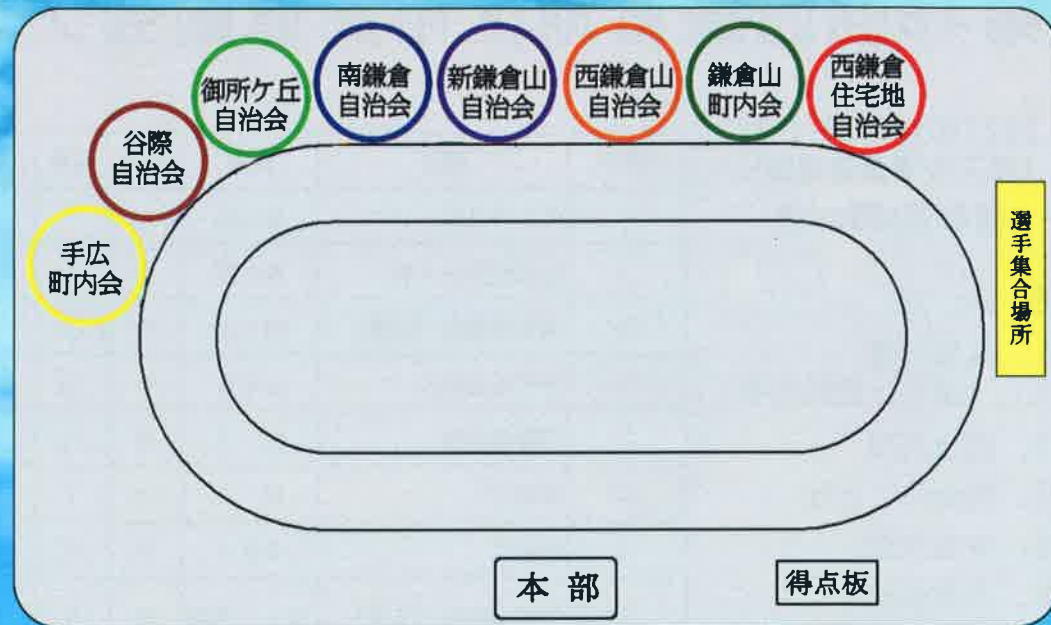 手広
町内会
谷際
自治会
御所ケ丘
自治会
南鎌倉
自治会
新鎌倉山
自治会
西鎌倉山
自治会
鎌倉山
町内会
西鎌倉
住宅地
自治会
選手集合場所
本部
得点板